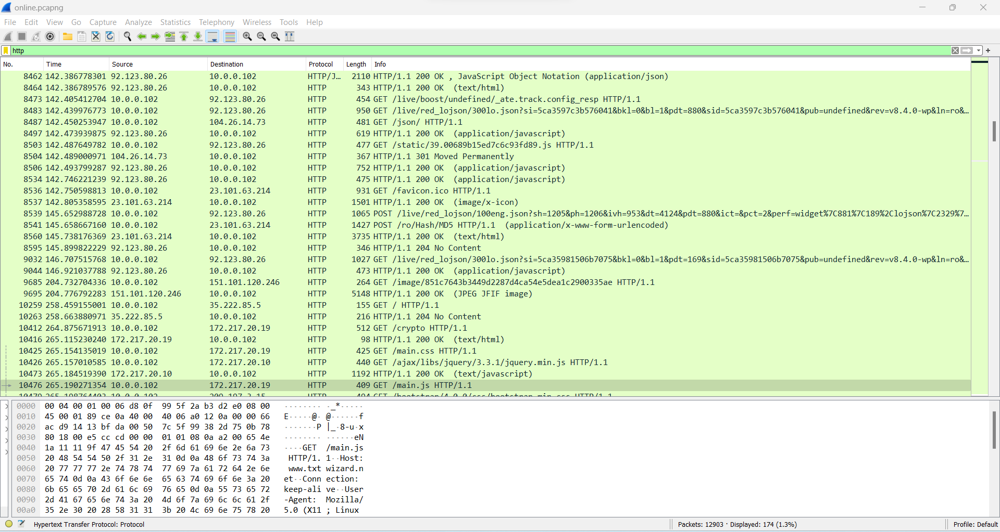 online.pcapng
File Edit View Go Capture Analyze Statistics Telephony Wireless Tools Help
http
No. Time Source Destination Protocol Length Info
8462 142.386778301 92.123.80.26 10.0.0.102 HTTP/J… 2110 HTTP/1.1 200 OK , JavaScript Object Notation (application/json)
8464 142.386789576 92.123.80.26 10.0.0.102 HTTP 343 HTTP/1.1 200 OK (text/html)
8473 142.405412704 10.0.0.102 92.123.80.26 HTTP 454 GET /live/boost/undefined/_ate.track.config_resp HTTP/1.1
8483 142.439976773 10.0.0.102 92.123.80.26 HTTP 950 GET /live/red_lojson/300lo.json?si=5ca3597c3b576041&bkl=0&bl=1&pdt=880&sid=5ca3597c3b576041&pub=undefined&rev=v8.4.0-wp&ln=ro&…
8487 142.450253947 10.0.0.102 104.26.14.73 HTTP 481 GET /json/ HTTP/1.1
8497 142.473939875 92.123.80.26 10.0.0.102 HTTP 619 HTTP/1.1 200 OK (application/javascript)
8503 142.487649782 10.0.0.102 92.123.80.26 HTTP 477 GET /static/39.00689b15ed7c6c93fd89.js HTTP/1.1
8504 142.489000971 104.26.14.73 10.0.0.102 HTTP 367 HTTP/1.1 301 Moved Permanently
8506 142.493799287 92.123.80.26 10.0.0.102 HTTP 752 HTTP/1.1 200 OK (application/javascript)
8534 142.746221239 92.123.80.26 10.0.0.102 HTTP 475 HTTP/1.1 200 OK (application/javascript)
8536 142.750598813 10.0.0.102 23.101.63.214 HTTP 931 GET /favicon.ico HTTP/1.1
8537 142.805358595 23.101.63.214 10.0.0.102 HTTP 1501 HTTP/1.1 200 OK (image/x-icon)
8539 145.652988728 10.0.0.102 92.123.80.26 HTTP 1065 POST /live/red_lojson/100eng.json?sh=1205&ph=1206&ivh=953&dt=4124&pdt=880&ict=&pct=2&perf=widget%7C881%7C189%2Clojson%7C2329%7…
8541 145.658667160 10.0.0.102 23.101.63.214 HTTP 1427 POST /ro/Hash/MD5 HTTP/1.1 (application/x-www-form-urlencoded)
8560 145.738176369 23.101.63.214 10.0.0.102 HTTP 3735 HTTP/1.1 200 OK (text/html)
8595 145.899822229 92.123.80.26 10.0.0.102 HTTP 346 HTTP/1.1 204 No Content
9032 146.707515768 10.0.0.102 92.123.80.26 HTTP 1027 GET /live/red_lojson/300lo.json?si=5ca35981506b7075&bkl=0&bl=1&pdt=169&sid=5ca35981506b7075&pub=undefined&rev=v8.4.0-wp&ln=ro&…
9044 146.921037788 92.123.80.26 10.0.0.102 HTTP 473 HTTP/1.1 200 OK (application/javascript)
9685 204.732704336 10.0.0.102 151.101.120.246 HTTP 264 GET /image/851c7643b3449d2287d4ca54e5dea1c2900335ae HTTP/1.1
9695 204.776792283 151.101.120.246 10.0.0.102 HTTP 5148 HTTP/1.1 200 OK (JPEG JFIF image)
10259 258.459155001 10.0.0.102 35.222.85.5 HTTP 155 GET / HTTP/1.1
10263 258.663880971 35.222.85.5 10.0.0.102 HTTP 216 HTTP/1.1 204 No Content
10412 264.875671913 10.0.0.102 172.217.20.19 HTTP 512 GET /crypto HTTP/1.1
10416 265.115230240 172.217.20.19 10.0.0.102 HTTP 98 HTTP/1.1 200 OK (text/html)
10425 265.154135019 10.0.0.102 172.217.20.19 HTTP 425 GET /main.css HTTP/1.1
10426 265.157010585 10.0.0.102 172.217.20.10 HTTP 440 GET /ajax/libs/jquery/3.3.1/jquery.min.js HTTP/1.1
10473 265.184519390 172.217.20.10 10.0.0.102 HTTP 1192 HTTP/1.1 200 OK (text/javascript)
10476 265.190271354 10.0.0.102 172.217.20.19 HTTP 409 GET /main.js HTTP/1.1
0000 00 04 00 01 00 06 d8 0f 99 5f 2a b3 d2 e0 08 00 ········ ·_*·····
0010 45 00 01 89 ce 0a 40 00 40 06 a0 12 0a 00 00 66 E·····@· @······f
0020 ac d9 14 13 bf da 00 50 7c 5f 99 38 2d 75 0b 78 ·······P |_·8-u·x
0030 80 18 00 e5 cc cd 00 00 01 01 08 0a a2 00 65 4e ········ ······eN
0040 1a 11 11 9f 47 45 54 20 2f 6d 61 69 6e 2e 6a 73 ····GET /main.js
0050 20 48 54 54 50 2f 31 2e 31 0d 0a 48 6f 73 74 3a HTTP/1. 1··Host:
0060 20 77 77 77 2e 74 78 74 77 69 7a 61 72 64 2e 6e www.txt wizard.n
0070 65 74 0d 0a 43 6f 6e 6e 65 63 74 69 6f 6e 3a 20 et··Conn ection:
0080 6b 65 65 70 2d 61 6c 69 76 65 0d 0a 55 73 65 72 keep-ali ve··User
0090 2d 41 67 65 6e 74 3a 20 4d 6f 7a 69 6c 6c 61 2f -Agent: Mozilla/
00a0 35 2e 30 20 28 58 31 31 3b 20 4c 69 6e 75 78 20 5.0 (X11 ; Linux
Hypertext Transfer Protocol: Protocol
Packets: 12903 · Displayed: 174 (1.3%)
Profile: Default